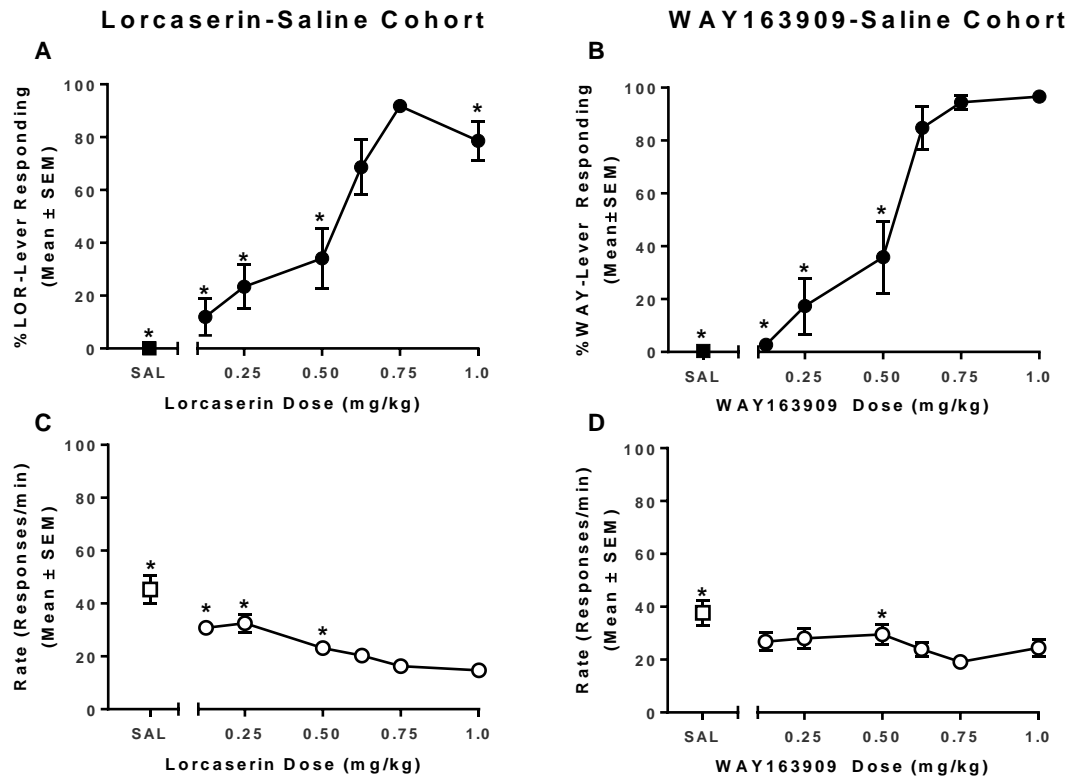 Lorcaserin-Saline Cohort
WAY163909-Saline Cohort
A
%LOR-Lever Responding
(Mean ± SEM)
100
80
60
40
20
0
*
*
*
*
*
SAL
0.25
0.50
0.75
1.0
Lorcaserin Dose (mg/kg)
B
%WAY-Lever Responding
(Mean±SEM)
100
80
60
40
20
0
*
*
*
*
SAL
0.25
0.50
0.75
1.0
WAY163909 Dose (mg/kg)
C
Rate (Responses/min)
(Mean ± SEM)
100
80
60
40
20
0
*
*
*
*
SAL
0.25
0.50
0.75
1.0
Lorcaserin Dose (mg/kg)
D
Rate (Responses/min)
(Mean ± SEM)
100
80
60
40
20
0
*
*
SAL
0.25
0.50
0.75
1.0
WAY163909 Dose (mg/kg)